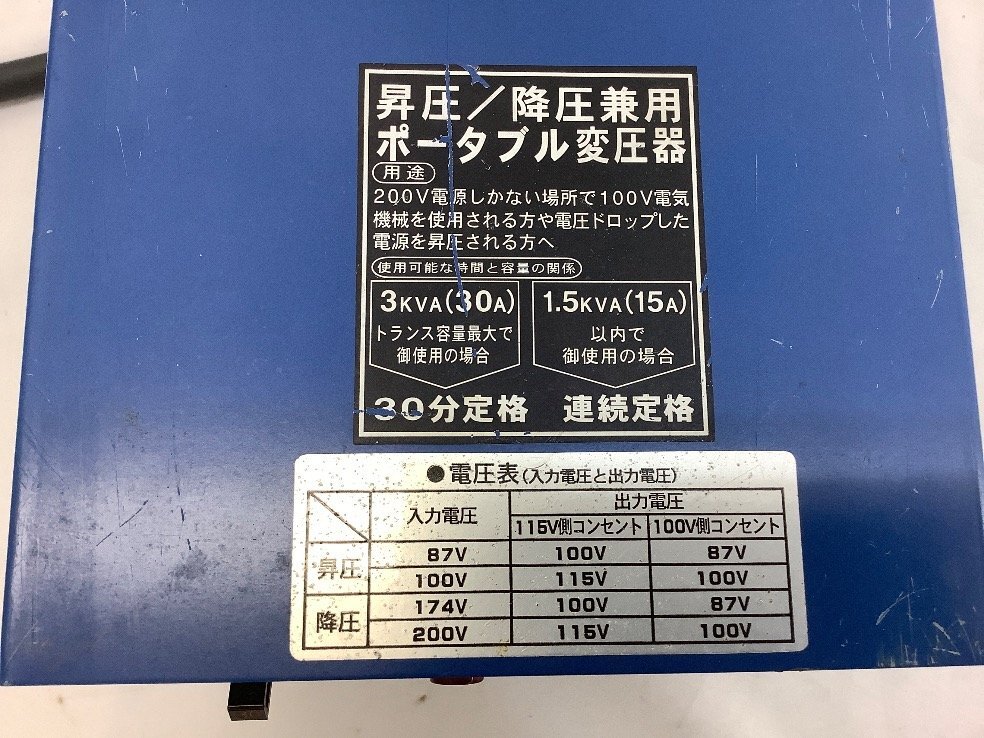 昇圧／降圧兼用
ポータブル変圧器
用途
200V電源しかない場所で100V電気
機械を使用される方や電圧ドロップした
電源を昇圧される方へ
使用可能な時間と容量の関係
3KVA(30A) 1.5KVA(15A)
トランス容量最大で 以内で
御使用の場合 御使用の場合
30分定格 連続定格
●電圧表(入力電圧と出力電圧)
入力電圧 出力電圧
115V側コンセント 100V側コンセント
昇圧 87V 100V 87V
100V 115V 100V
降圧 174V 100V 87V
200V 115V 100V